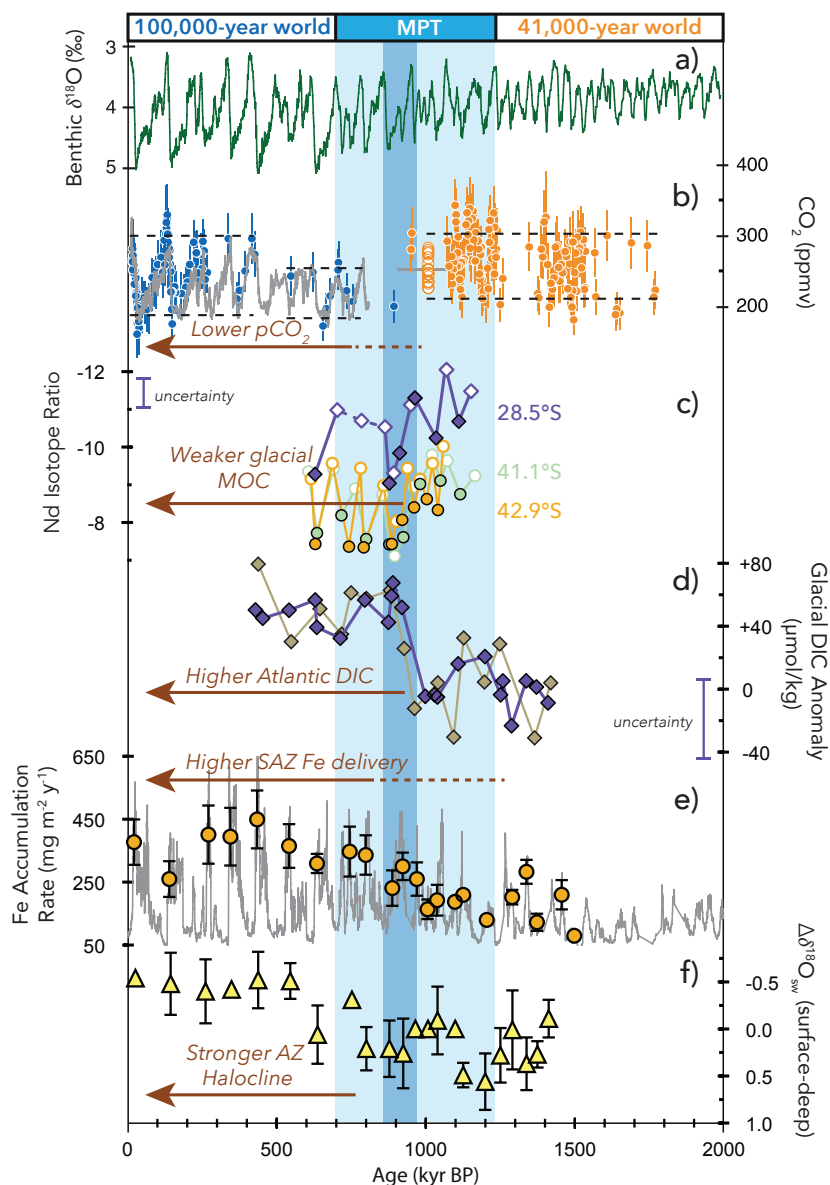 100,000-year world MPT 41,000-year world
3
4
5
Benthic δ18O (‰)
a)
400
300
200
CO2 (ppmv)
b)
Lower pCO2
-12
-10
-8
Nd Isotope Ratio
uncertainty
c)
28.5°S
41.1°S
42.9°S
Weaker glacial
MOC
d)
+80
+40
0
-40
Glacial DIC Anomaly
(μmol/kg)
Higher Atlantic DIC
uncertainty
Higher SAZ Fe delivery
650
450
250
50
Fe Accumulation
Rate (mg m-2 y-1)
e)
f)
-0.5
0.0
0.5
1.0
Δδ18Osw (surface-deep)
Stronger AZ
Halocline
0 500 1000 1500 2000
Age (kyr BP)